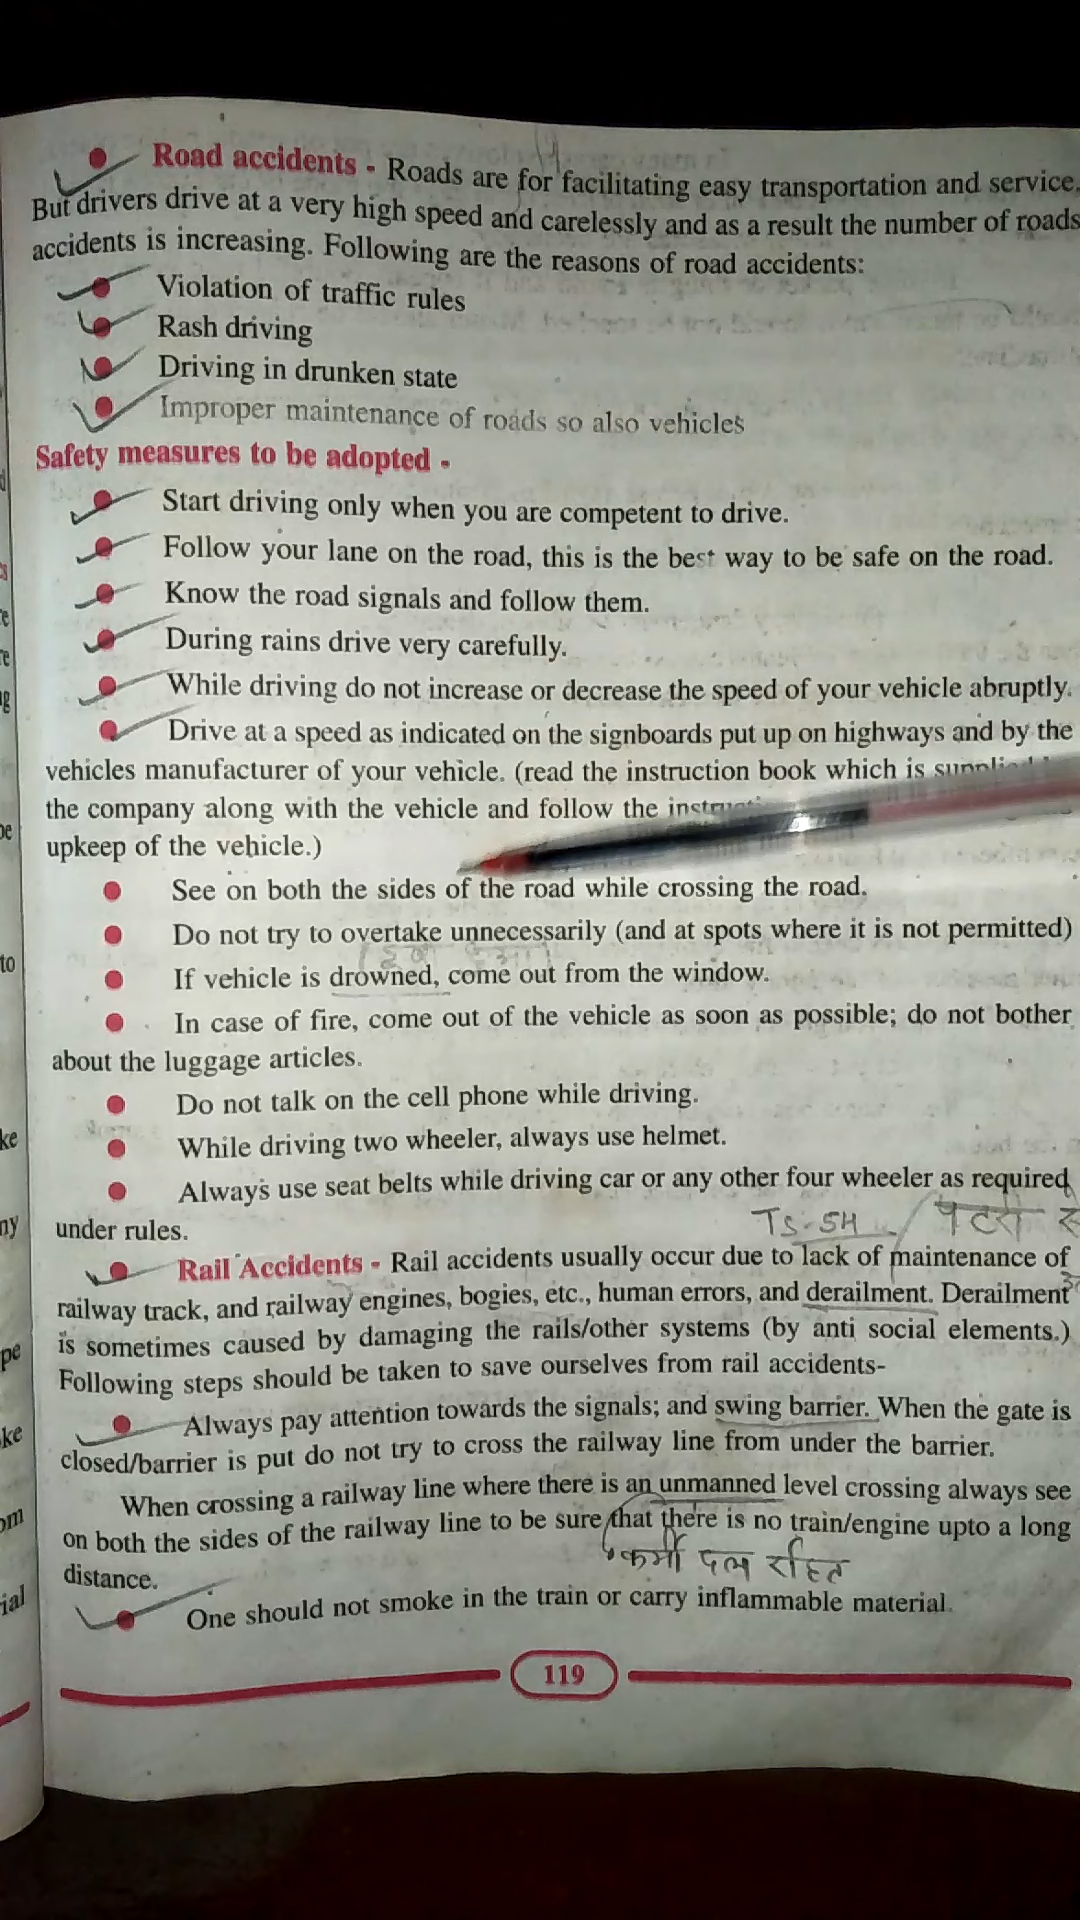 Road accidents - Roads are for facilitating easy transportation and service.
But drivers drive at a very high speed and carelessly and as a result the number of roads
accidents is increasing. Following are the reasons of road accidents:
Violation of traffic rules
Rash driving
Driving in drunken state
Improper maintenance of roads so also vehicles
Safety measures to be adopted -
Start driving only when you are competent to drive.
Follow your lane on the road, this is the best way to be safe on the road.
Know the road signals and follow them.
During rains drive very carefully.
While driving do not increase or decrease the speed of your vehicle abruptly.
Drive at a speed as indicated on the signboards put up on highways and by the
vehicles manufacturer of your vehicle. (read the instruction book which is supplied
the company along with the vehicle and follow the
upkeep of the vehicle.)
See on both the sides of the road while crossing the road.
Do not try to overtake unnecessarily (and at spots where it is not permitted)
If vehicle is drowned, come out from the window.
In case of fire, come out of the vehicle as soon as possible; do not bother
about the luggage articles.
Do not talk on the cell phone while driving.
While driving two wheeler, always use helmet.
Always use seat belts while driving car or any other four wheeler as required
under rules.
TS-54
Rail Accidents - Rail accidents usually occur due to lack of maintenance of
railway track, and railway engines, bogies, etc., human errors, and derailment. Derailment
is sometimes caused by damaging the rails/other systems (by anti social elements.)
Following steps should be taken to save ourselves from rail accidents-
Always pay attention towards the signals; and swing barrier. When the gate is
closed/barrier is put do not try to cross the railway line from under the barrier.
When crossing a railway line where there is an unmanned level crossing always see
on both the sides of the railway line to be sure that there is no train/engine upto a long
distance.
कर्मी दल रहित
One should not smoke in the train or carry inflammable material.
119